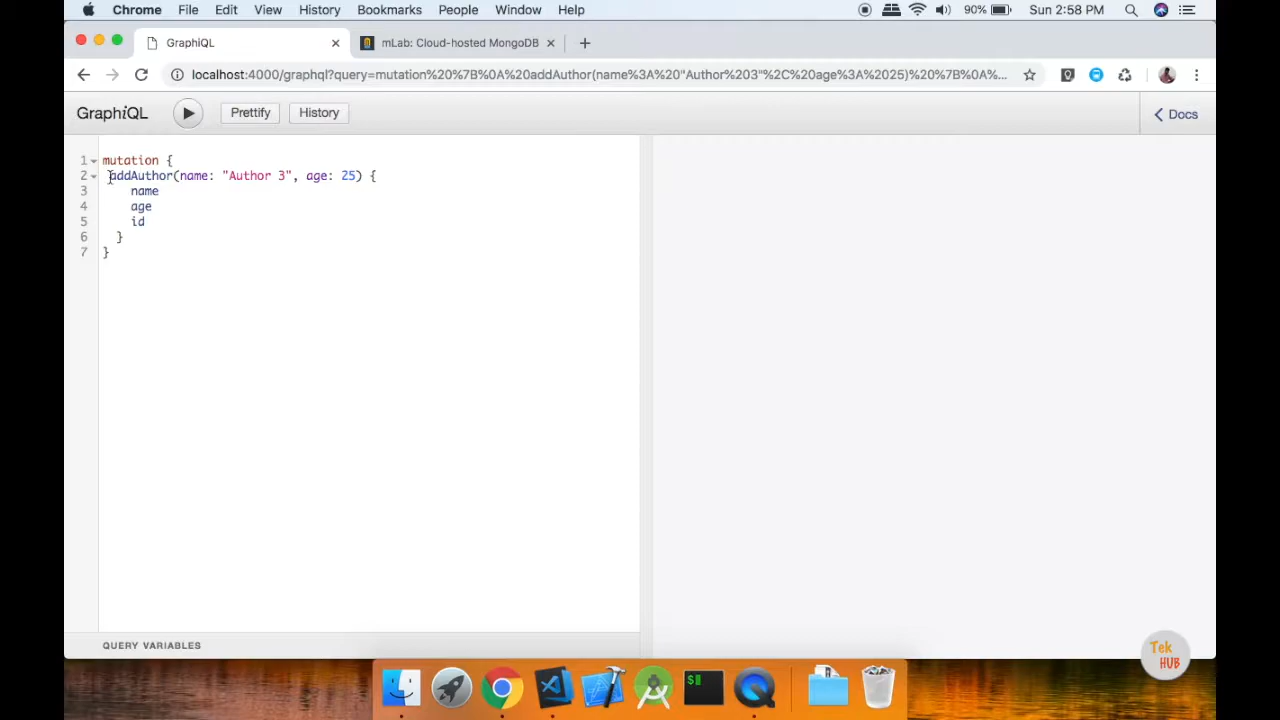 Chrome File Edit View History Bookmarks People Window Help 90% Sun 2:58 PM
GraphiQL mLab: Cloud-hosted MongoDB
localhost:4000/graphql?query=mutation%20%7B%0A%20addAuthor(name%3A%20"Author%203"%2C%20age%3A%2025)%20%7B%0A%...
GraphiQL Prettify History Docs
1 mutation {
2 addAuthor(name: "Author 3", age: 25) {
3 name
4 age
5 id
6 }
7 }
QUERY VARIABLES
Tek
HUB
$